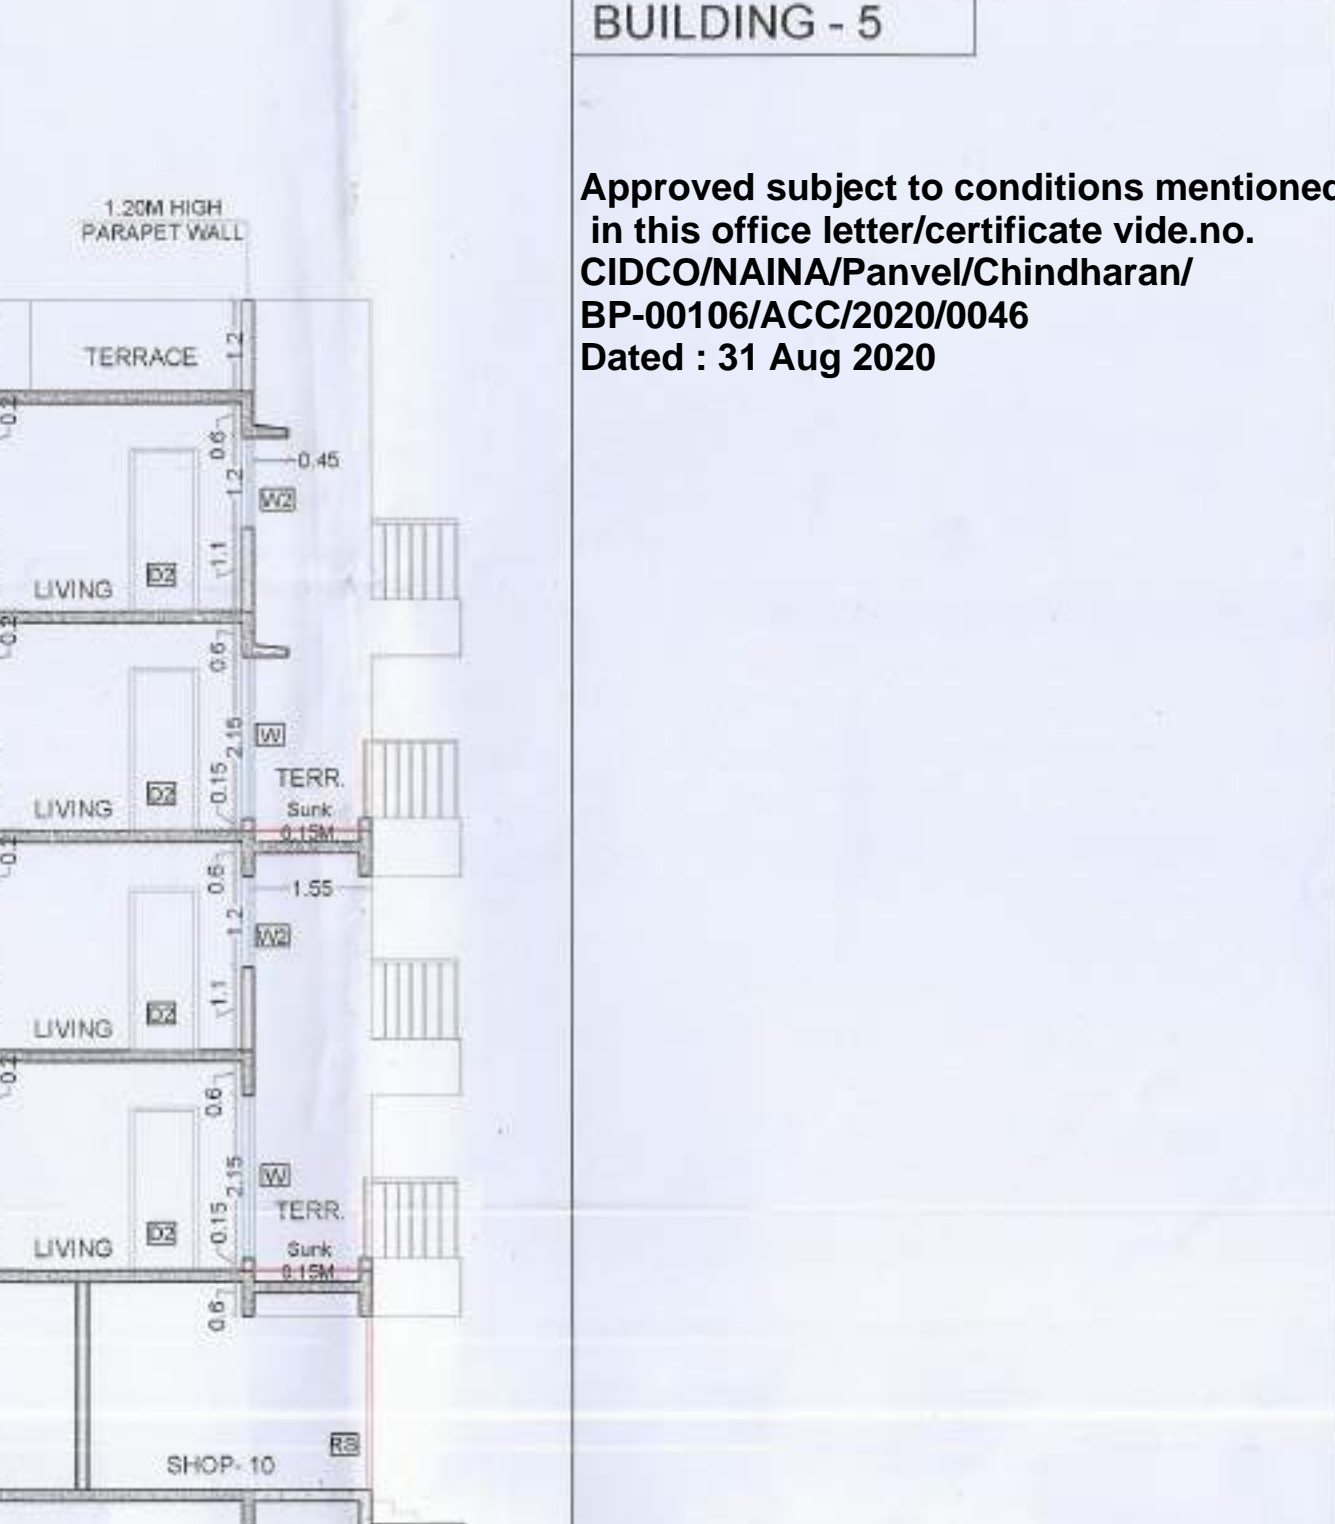 BUILDING - 5
Approved subject to conditions mentioned
in this office letter/certificate vide.no.
CIDCO/NAINA/Panvel/Chindharan/
BP-00106/ACC/2020/0046
Dated : 31 Aug 2020
1.20M HIGH
PARAPET WALL
TERRACE
1.2
0.2
0.6
0.45
1.2
W2
1.1
D2
LIVING
0.2
0.6
2.15
W
0.15
TERR.
D2
LIVING
Sunk
0.15M
0.2
0.6
1.55
1.2
W2
1.1
D2
LIVING
0.2
0.6
2.15
W
0.15
TERR.
D2
LIVING
Sunk
0.15M
0.6
RS
SHOP- 10